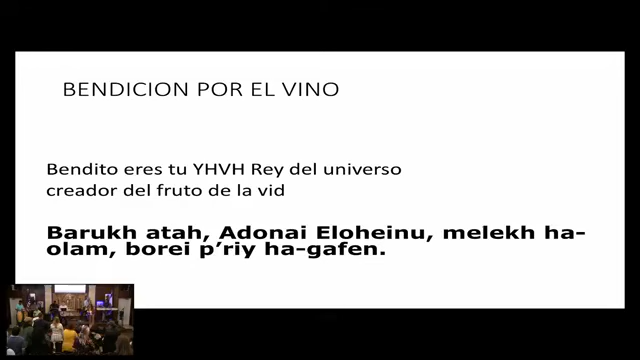 BENDICION POR EL VINO
Bendito eres tu YHVH Rey del universo
creador del fruto de la vid
Barukh atah, Adonai Eloheinu, melekh ha-
olam, borei p’riy ha-gafen.